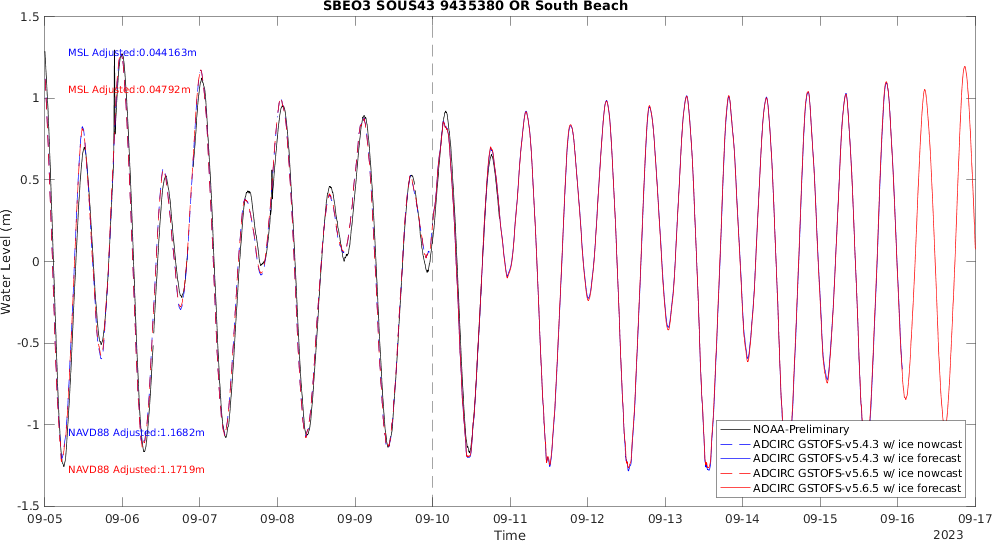 SBEO3 SOUS43 9435380 OR South Beach
1.5
1
0.5
0
-0.5
-1
-1.5
Water Level (m)
MSL Adjusted:0.044163m
MSL Adjusted:0.04792m
NAVD88 Adjusted:1.1682m
NAVD88 Adjusted:1.1719m
NOAA-Preliminary
ADCIRC GSTOFS-v5.4.3 w/ ice nowcast
ADCIRC GSTOFS-v5.4.3 w/ ice forecast
ADCIRC GSTOFS-v5.6.5 w/ ice nowcast
ADCIRC GSTOFS-v5.6.5 w/ ice forecast
09-05 09-06 09-07 09-08 09-09 09-10 09-11 09-12 09-13 09-14 09-15 09-16 09-17
Time
2023